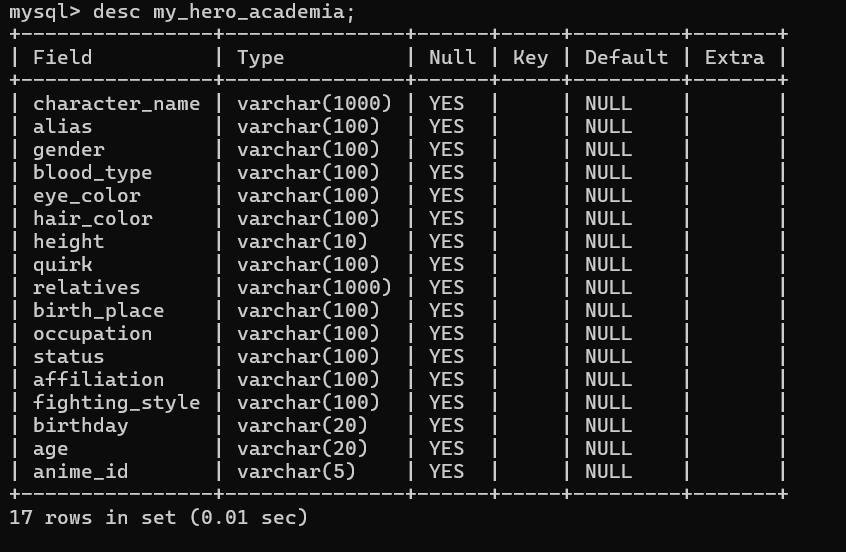 mysql> desc my_hero_academia;
+----------------+---------------+------+-----+---------+-------+
| Field          | Type          | Null | Key | Default | Extra |
+----------------+---------------+------+-----+---------+-------+
| character_name | varchar(1000) | YES  |     | NULL    |       |
| alias          | varchar(100)  | YES  |     | NULL    |       |
| gender         | varchar(100)  | YES  |     | NULL    |       |
| blood_type     | varchar(100)  | YES  |     | NULL    |       |
| eye_color      | varchar(100)  | YES  |     | NULL    |       |
| hair_color     | varchar(100)  | YES  |     | NULL    |       |
| height         | varchar(10)   | YES  |     | NULL    |       |
| quirk          | varchar(100)  | YES  |     | NULL    |       |
| relatives      | varchar(1000) | YES  |     | NULL    |       |
| birth_place    | varchar(100)  | YES  |     | NULL    |       |
| occupation     | varchar(100)  | YES  |     | NULL    |       |
| status         | varchar(100)  | YES  |     | NULL    |       |
| affiliation    | varchar(100)  | YES  |     | NULL    |       |
| fighting_style | varchar(100)  | YES  |     | NULL    |       |
| birthday       | varchar(20)   | YES  |     | NULL    |       |
| age            | varchar(20)   | YES  |     | NULL    |       |
| anime_id       | varchar(5)    | YES  |     | NULL    |       |
+----------------+---------------+------+-----+---------+-------+
17 rows in set (0.01 sec)